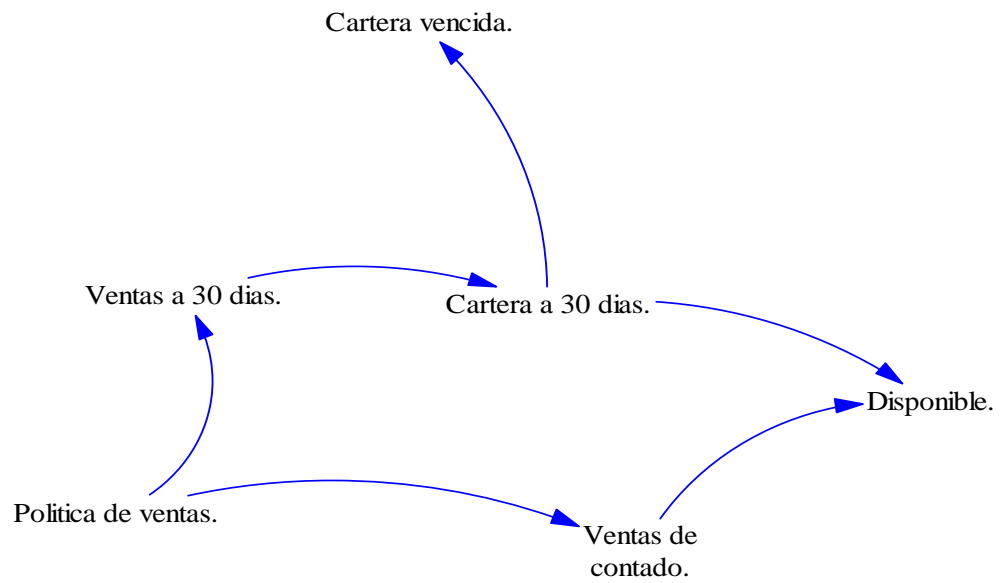 Cartera vencida.
Ventas a 30 dias.
Cartera a 30 dias.
Disponible.
Politica de ventas.
Ventas de
contado.